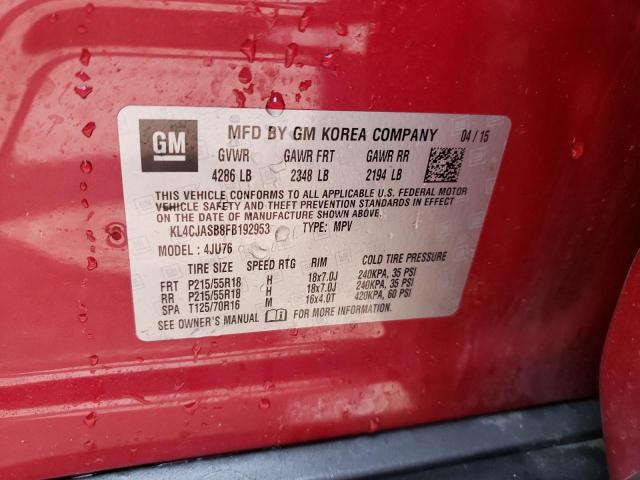 GM MFD BY GM KOREA COMPANY 04/15
GVWR GAWR FRT GAWR RR
4286 LB 2348 LB 2194 LB
THIS VEHICLE CONFORMS TO ALL APPLICABLE U.S. FEDERAL MOTOR
VEHICLE SAFETY AND THEFT PREVENTION STANDARDS IN EFFECT
ON THE DATE OF MANUFACTURE SHOWN ABOVE.
KL4CJASB8FB192953 TYPE: MPV
MODEL: 4JU76
TIRE SIZE SPEED RTG RIM COLD TIRE PRESSURE
FRT P215/55R18 H 18x7.0J 240KPA, 35 PSI
RR P215/55R18 H 18x7.0J 240KPA, 35 PSI
SPA T125/70R16 M 16x4.0T 420KPA, 60 PSI
SEE OWNER'S MANUAL FOR MORE INFORMATION